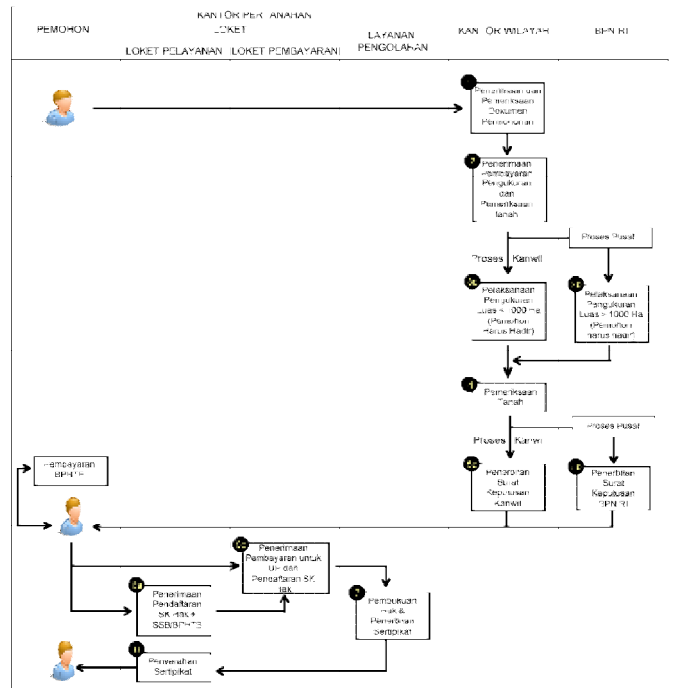 PEMOHON
KANTOR PERTANAHAN
LOKET
LOKET PELAYANAN
LOKET PEMBAYARAN
LAYANAN
PENGOLAHAN
KANTOR WILAYAH
BPN RI
Penerimaan dan
Pemeriksaan
Dokumen
Permohonan
2
Penerimaan
Pembayaran
Pengukuran
dan
Pemeriksaan
Tanah
Proses Pusat
Proses Kanwil
Pelaksanaan
Pengukuran
Luas < 1000 Ha
(Pemohon
Harus Hadir)
Pelaksanaan
Pengukuran
Luas > 1000 Ha
(Pemohon
harus hadir)
4
Pemeriksaan
Tanah
Proses Pusat
Proses Kanwil
Penerbitan
Surat
Keputusan
Kanwil
Penerbitan
Surat
Keputusan
BPN RI
Pembayaran
BPHTB
Penerimaan
Pembayaran untuk
dan
Pendaftaran SK
Hak
6a
Penerimaan
Pendaftaran
SK Hak +
SSB/BPHTB
7
Pembukuan
Hak &
Penerbitan
Sertipikat
Penyerahan
Sertipikat